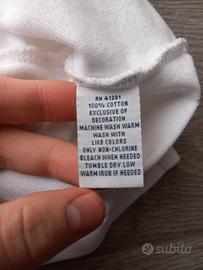 RN 41381
100% COTTON
EXCLUSIVE OF
DECORATION
MACHINE WASH WARM
WASH WITH
LIKE COLORS
ONLY NON-CHLORINE
BLEACH WHEN NEEDED
TUMBLE DRY LOW
WARM IRON IF NEEDED
subito